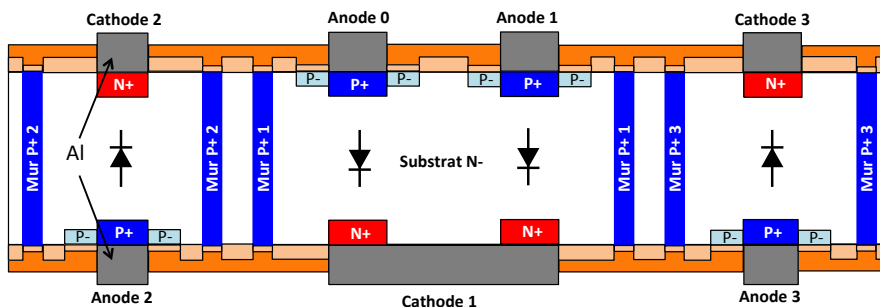 Cathode 2
Anode 0
Anode 1
Cathode 3
N+
P-
P+
P-
P-
P+
P-
N+
Mur P+ 2
Mur P+ 2
Mur P+ 1
Mur P+ 1
Mur P+ 3
Mur P+ 3
Al
Substrat N-
P-
P+
P-
N+
N+
P-
P+
P-
Anode 2
Cathode 1
Anode 3